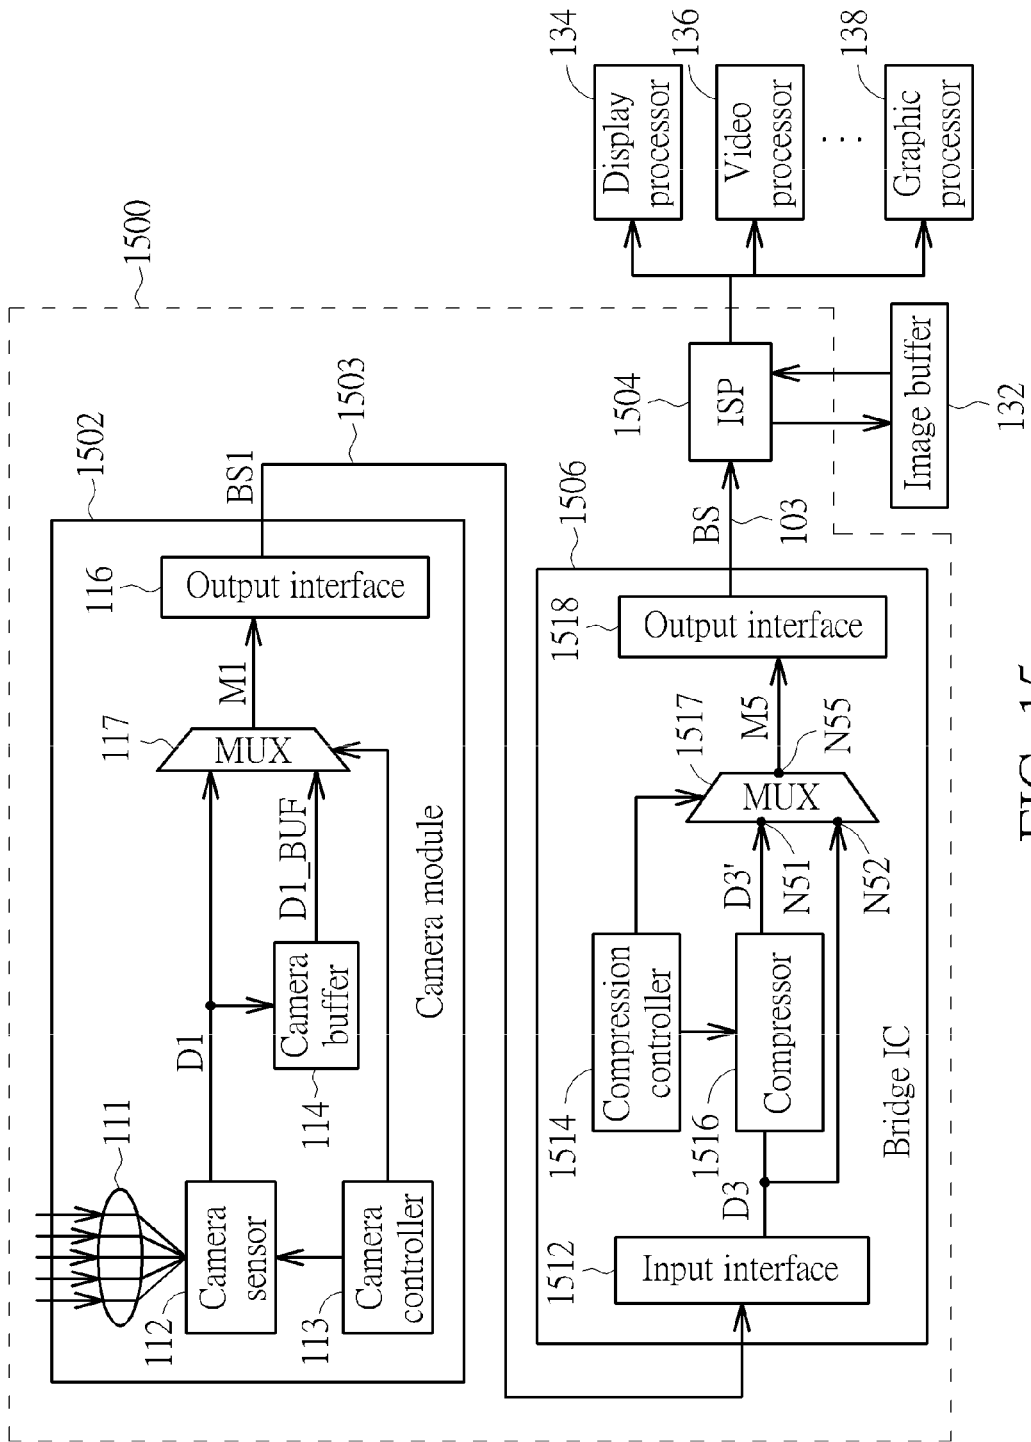 1500
1502
111
112
Camera
sensor
113
Camera
controller
D1
114
Camera
buffer
D1_BUF
117
MUX
M1
116
Output interface
BS1
Camera module
1503
1504
ISP
134
Display
processor
136
Video
processor
...
138
Graphic
processor
Image buffer
132
1506
1512
Input interface
D3
1514
Compression
controller
1516
Compressor
D3'
N51
N52
1517
MUX
N55
M5
1518
Output interface
BS
103
Bridge IC